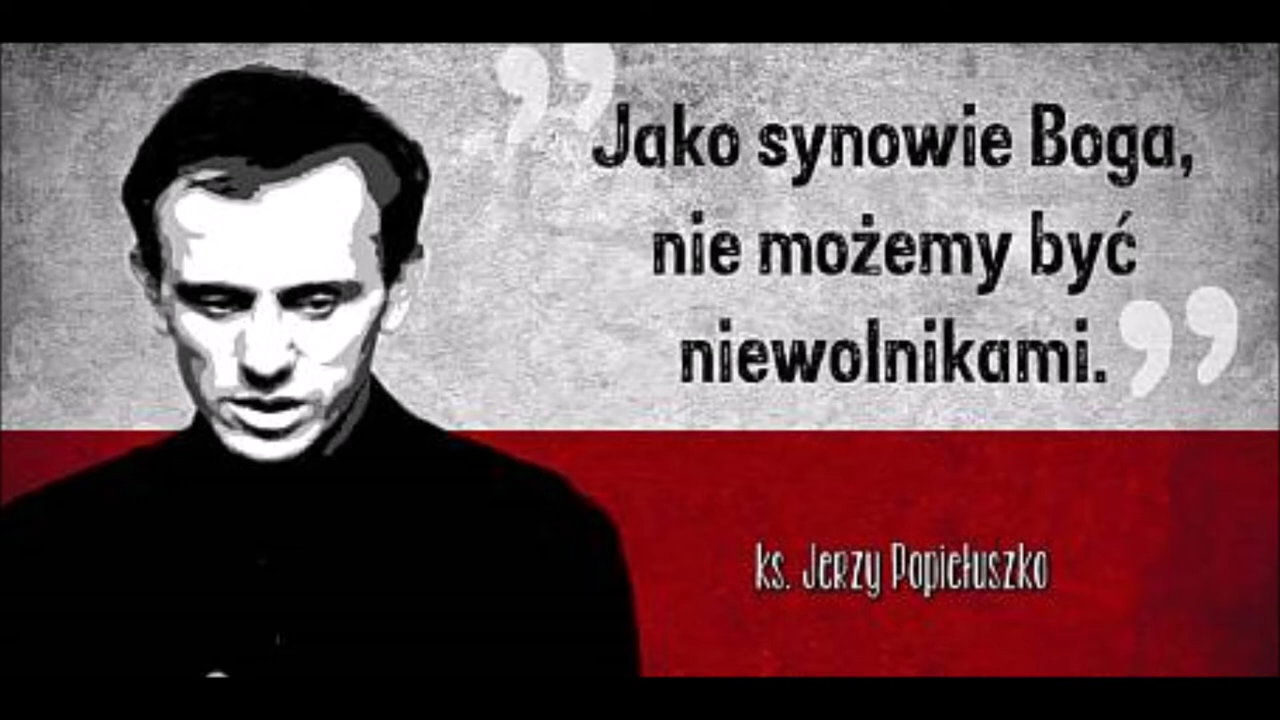 ”Jako synowie Boga,
nie możemy być
niewolnikami.”
ks. Jerzy Popiełuszko